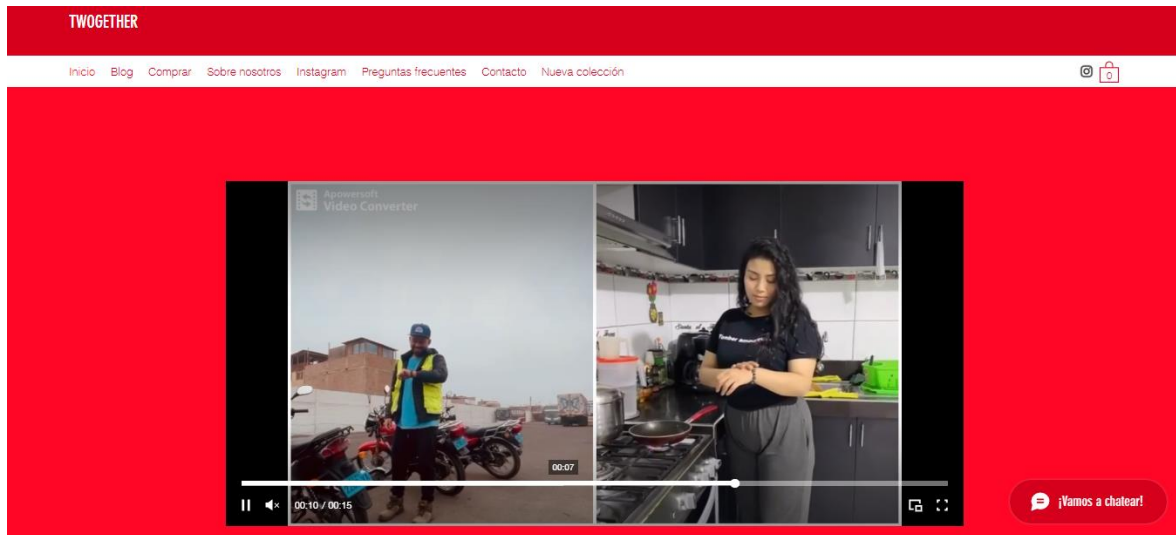 TWOGETHER
Inicio Blog Comprar Sobre nosotros Instagram Preguntas frecuentes Contacto Nueva colección
0
Apowersoft
Video Converter
00:07
00:10 / 00:15
¡Vamos a chatear!